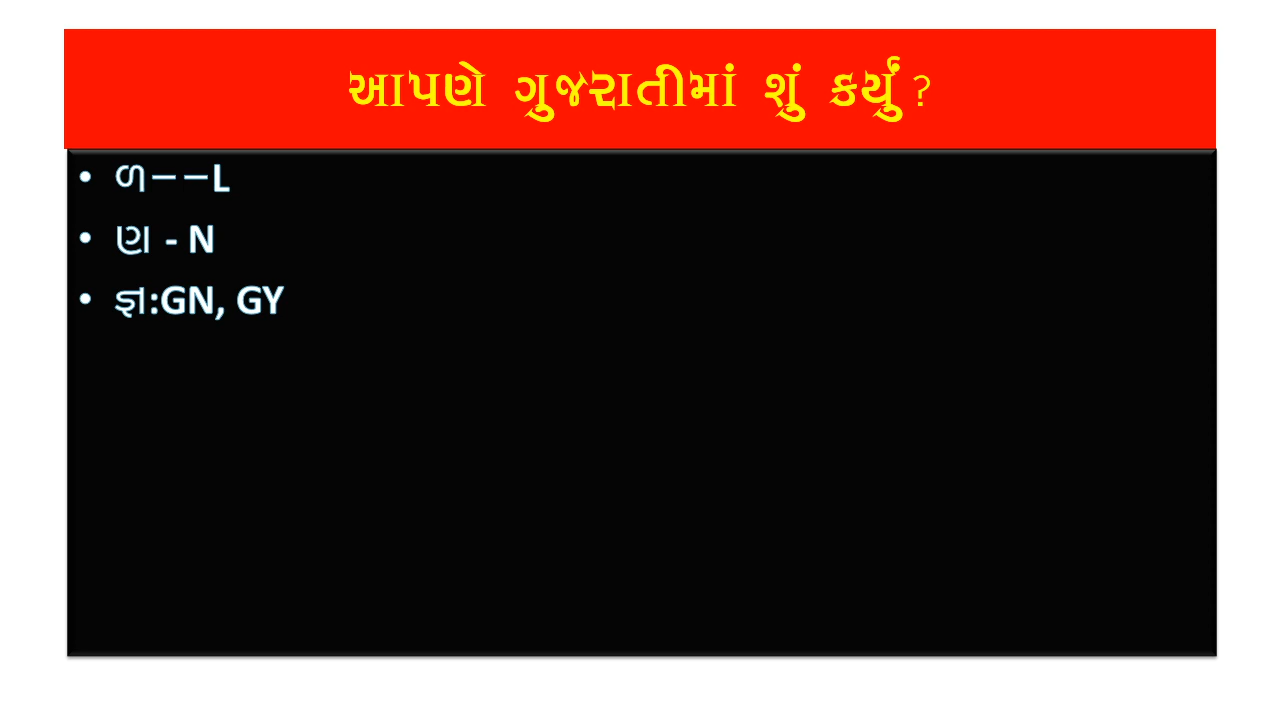 આપણે ગુજરાતીમાં શું કર્યું ?
• ળ – – L
• ણ - N
• જ્ઞ:GN, GY